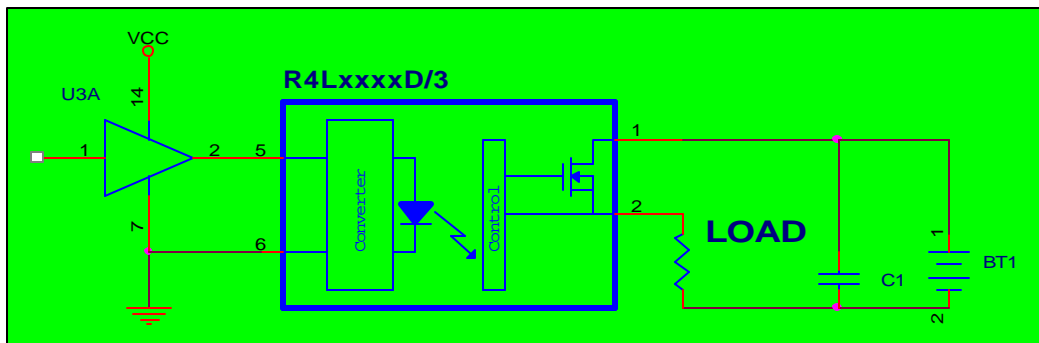 VCC
14
U3A
1
2
7
R4LxxxxD/3
5
6
Converter
Control
1
2
LOAD
C1
1
BT1
2